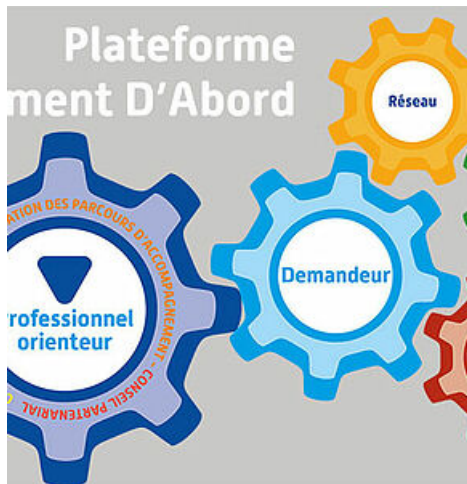 Plateforme
ment D'Abord
Réseau
ATION DES PARCOURS D'ACCOMPAGNEMENT - CONSEIL PARTENARIAL
Demandeur
rofessionnel
orienteur